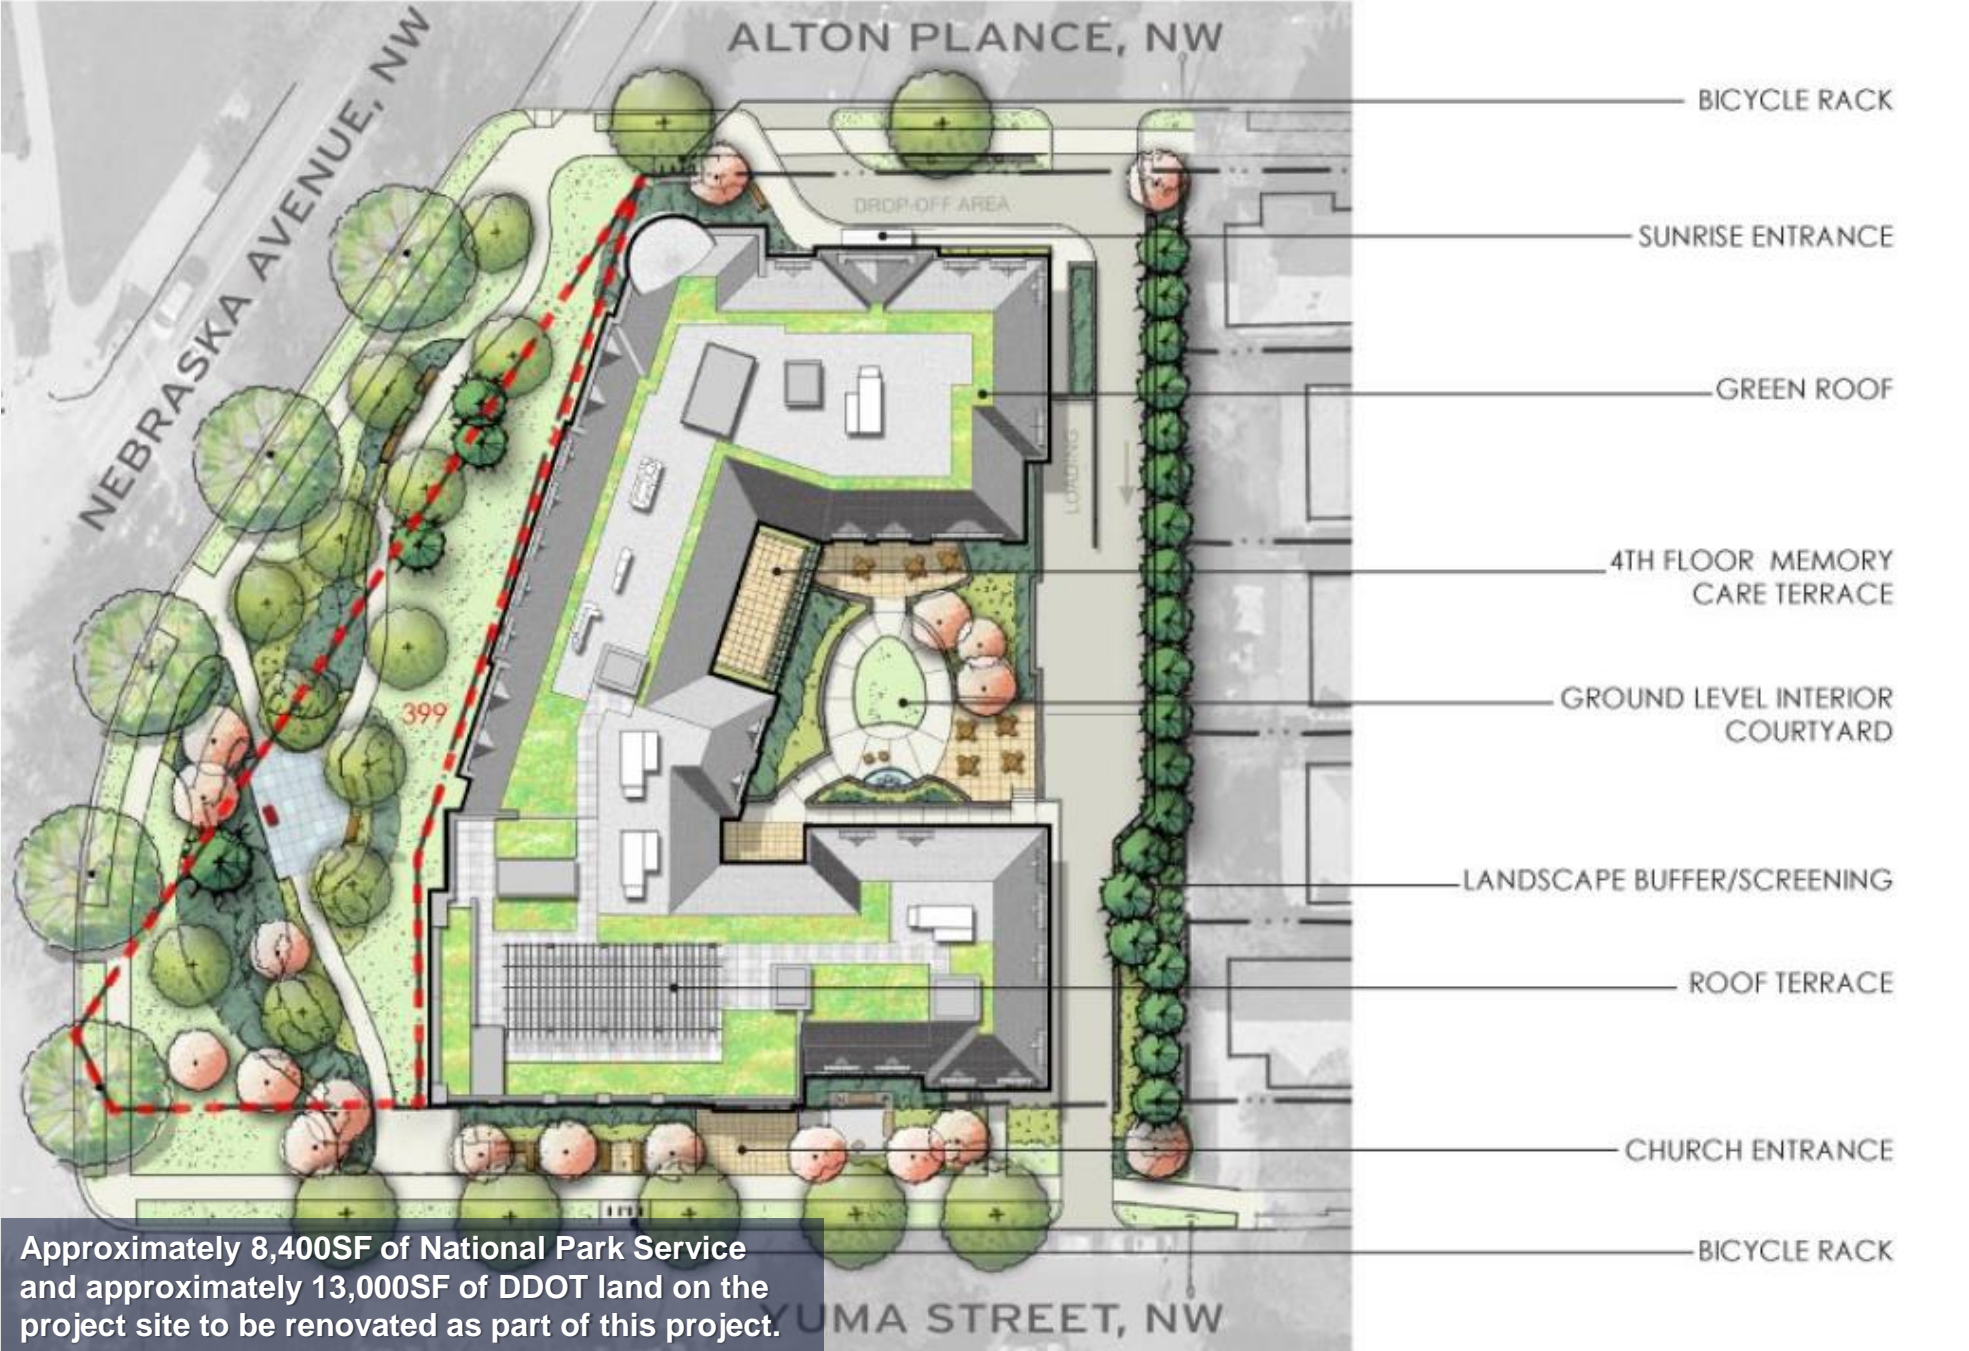 ALTON PLANCE, NW
NEBRASKA AVENUE, NW
BICYCLE RACK
DROP-OFF AREA
SUNRISE ENTRANCE
GREEN ROOF
LOADING
4TH FLOOR MEMORY
CARE TERRACE
GROUND LEVEL INTERIOR
COURTYARD
399
LANDSCAPE BUFFER/SCREENING
ROOF TERRACE
CHURCH ENTRANCE
BICYCLE RACK
Approximately 8,400SF of National Park Service
and approximately 13,000SF of DDOT land on the
project site to be renovated as part of this project.
YUMA STREET, NW